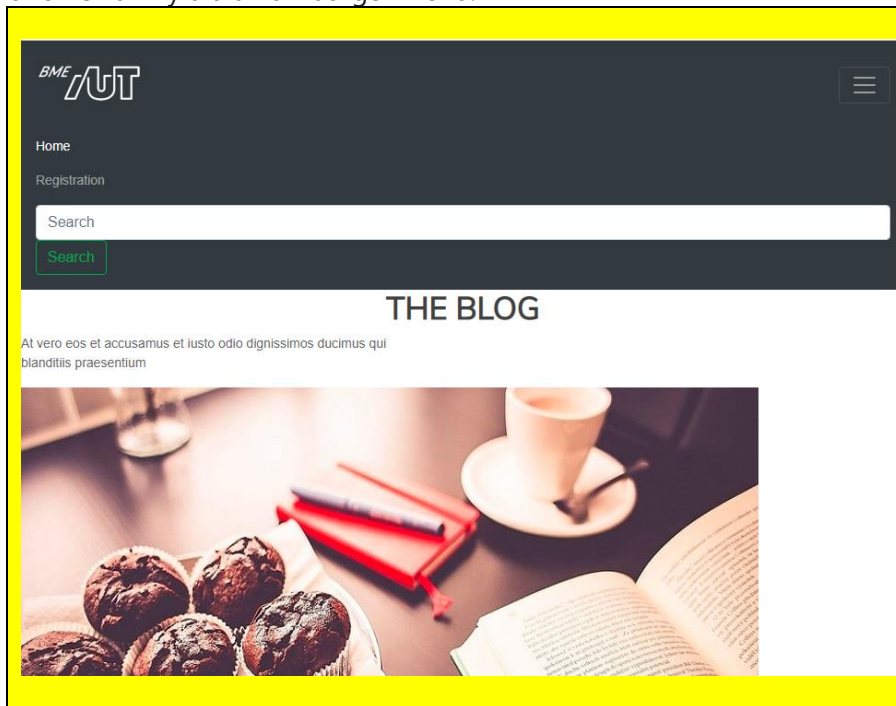 BME AUT
Home
Registration
Search
Search
THE BLOG
At vero eos et accusamus et iusto odio dignissimos ducimus qui
blanditiis praesentium